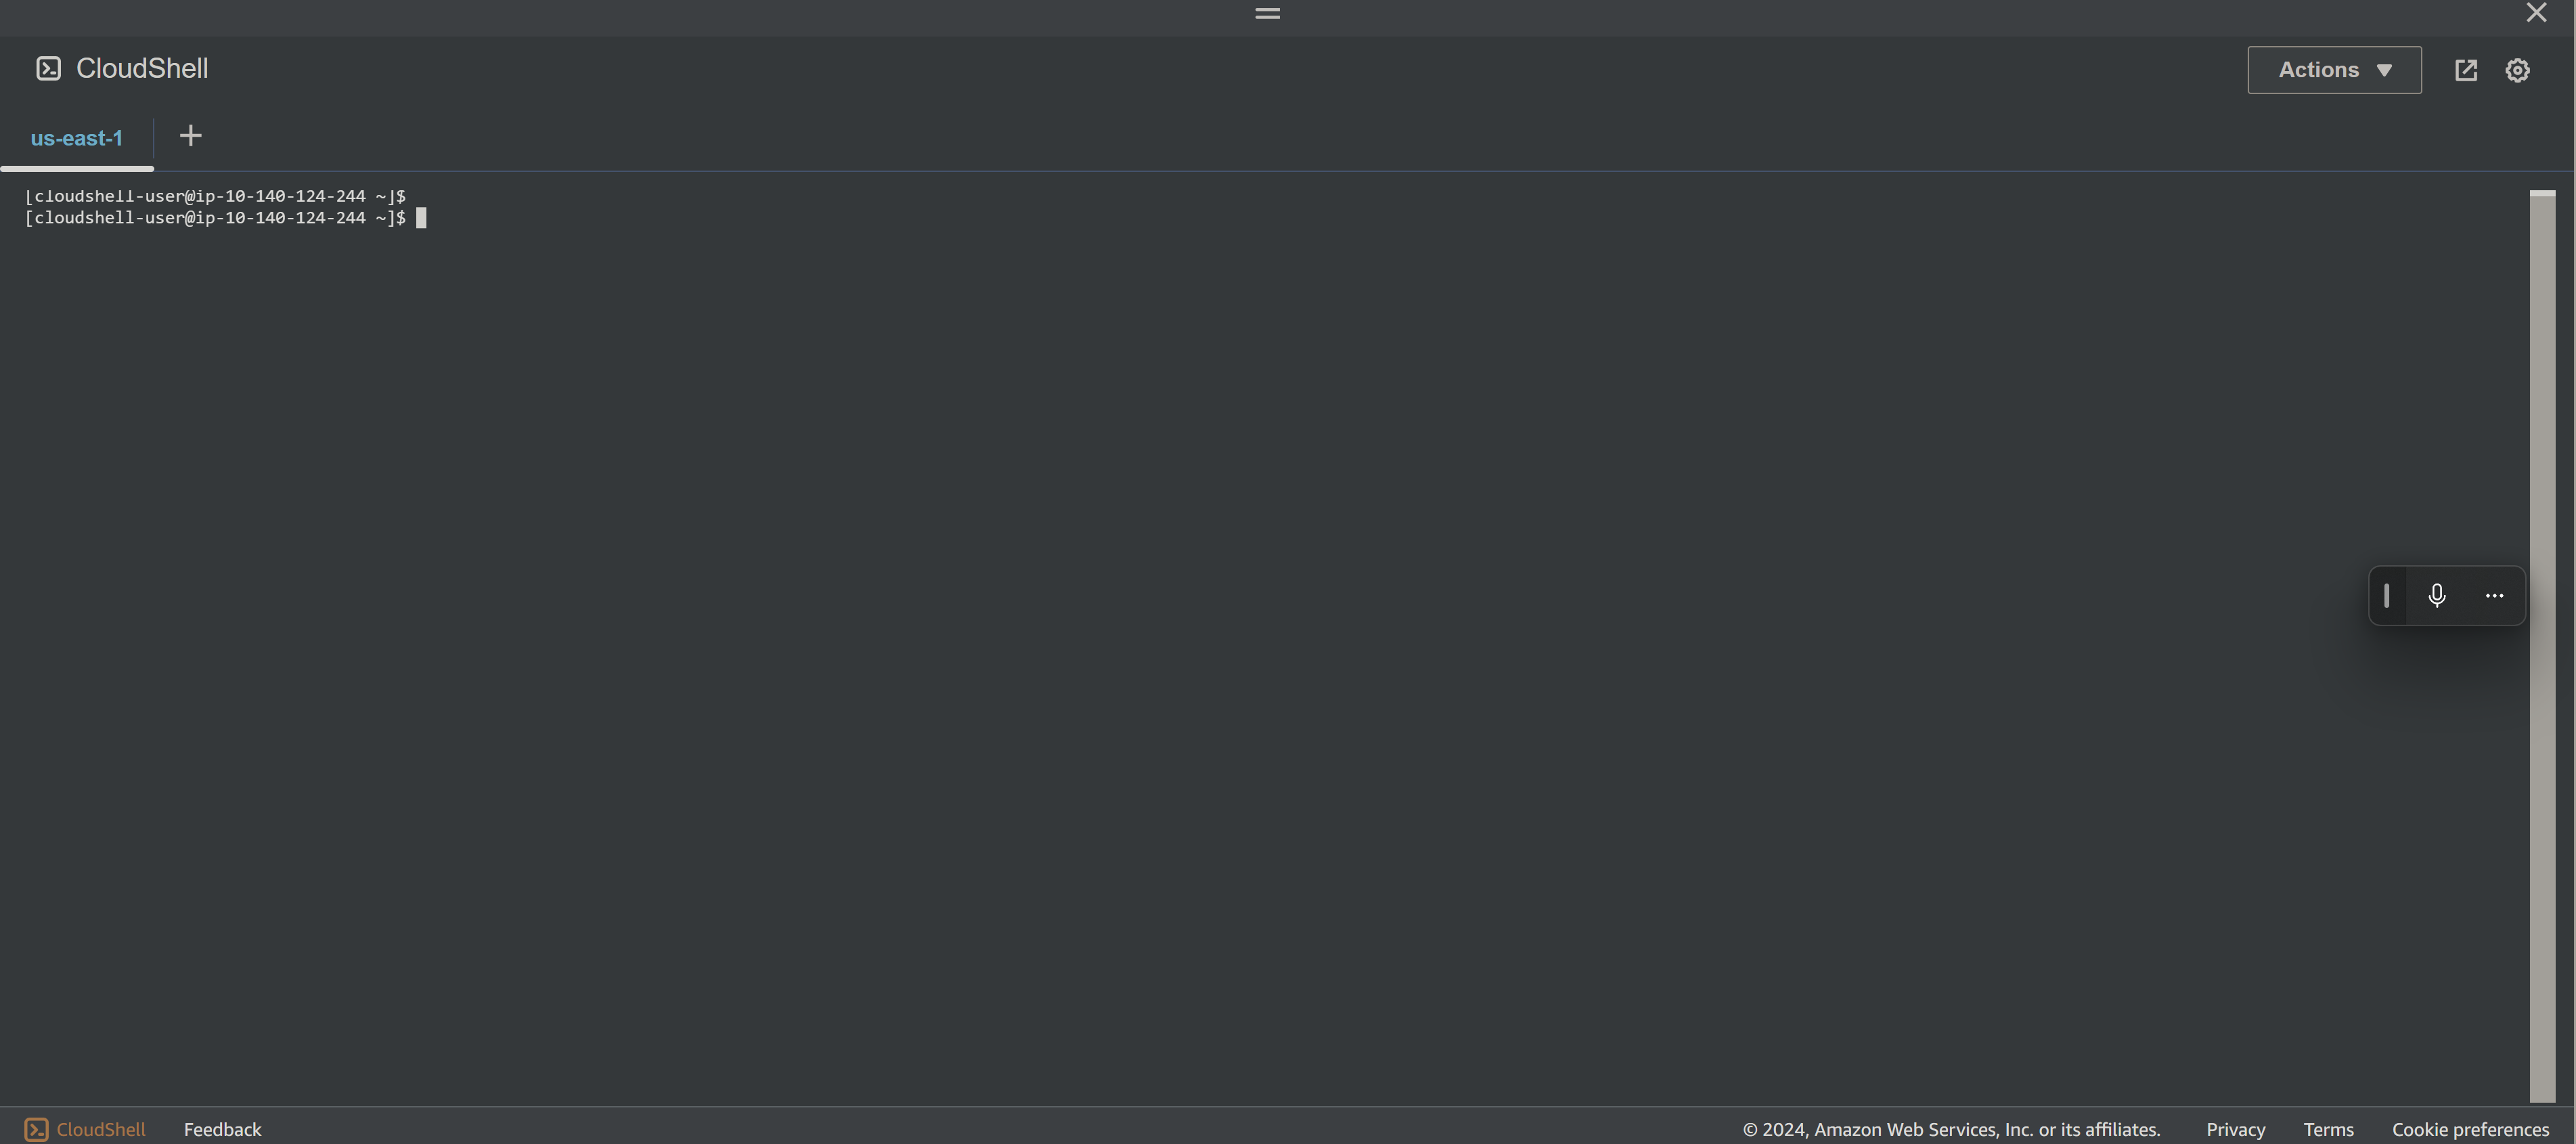 CloudShell
Actions
us-east-1
[cloudshell-user@ip-10-140-124-244 ~]$
[cloudshell-user@ip-10-140-124-244 ~]$
CloudShell Feedback © 2024, Amazon Web Services, Inc. or its affiliates. Privacy Terms Cookie preferences